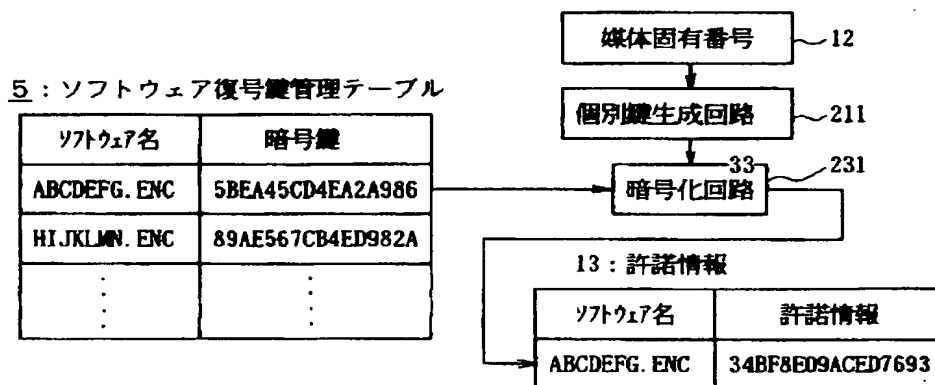 媒体固有番号 12
5:ソフトウェア復号鍵管理テーブル
個別鍵生成回路 211
ソフトウェア名 暗号鍵
33 231
ABCDEFG.ENC 5BEA45CD4EA2A986 暗号化回路
HIJKLMN.ENC 89AE567CB4ED982A
13:許諾情報
ソフトウェア名 許諾情報
ABCDEFG.ENC 34BF8E09ACED7693